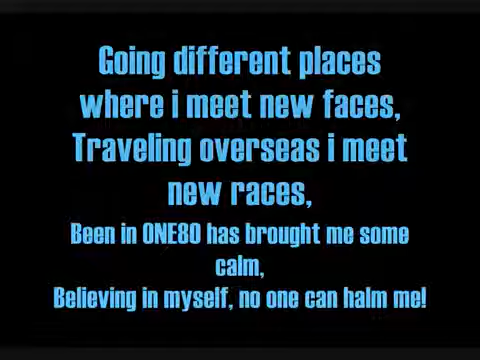 Going different places
where i meet new faces,
Traveling overseas i meet
new races,
Been in ONE80 has brought me some
calm,
Believing in myself, no one can halm me!